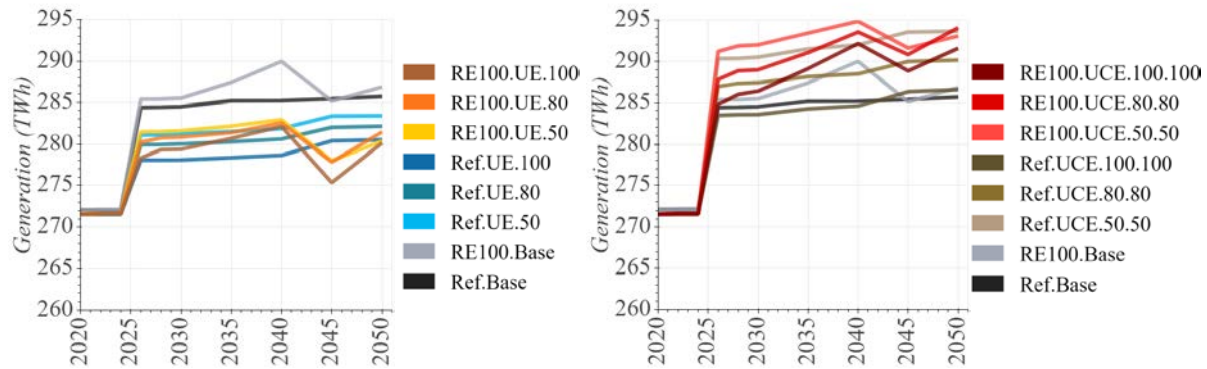 Generation (TWh)
295
290
285
280
275
270
265
260
2020
2025
2030
2035
2040
2045
2050
RE100.UE.100
RE100.UE.80
RE100.UE.50
Ref.UE.100
Ref.UE.80
Ref.UE.50
RE100.Base
Ref.Base
Generation (TWh)
295
290
285
280
275
270
265
260
2020
2025
2030
2035
2040
2045
2050
RE100.UCE.100.100
RE100.UCE.80.80
RE100.UCE.50.50
Ref.UCE.100.100
Ref.UCE.80.80
Ref.UCE.50.50
RE100.Base
Ref.Base